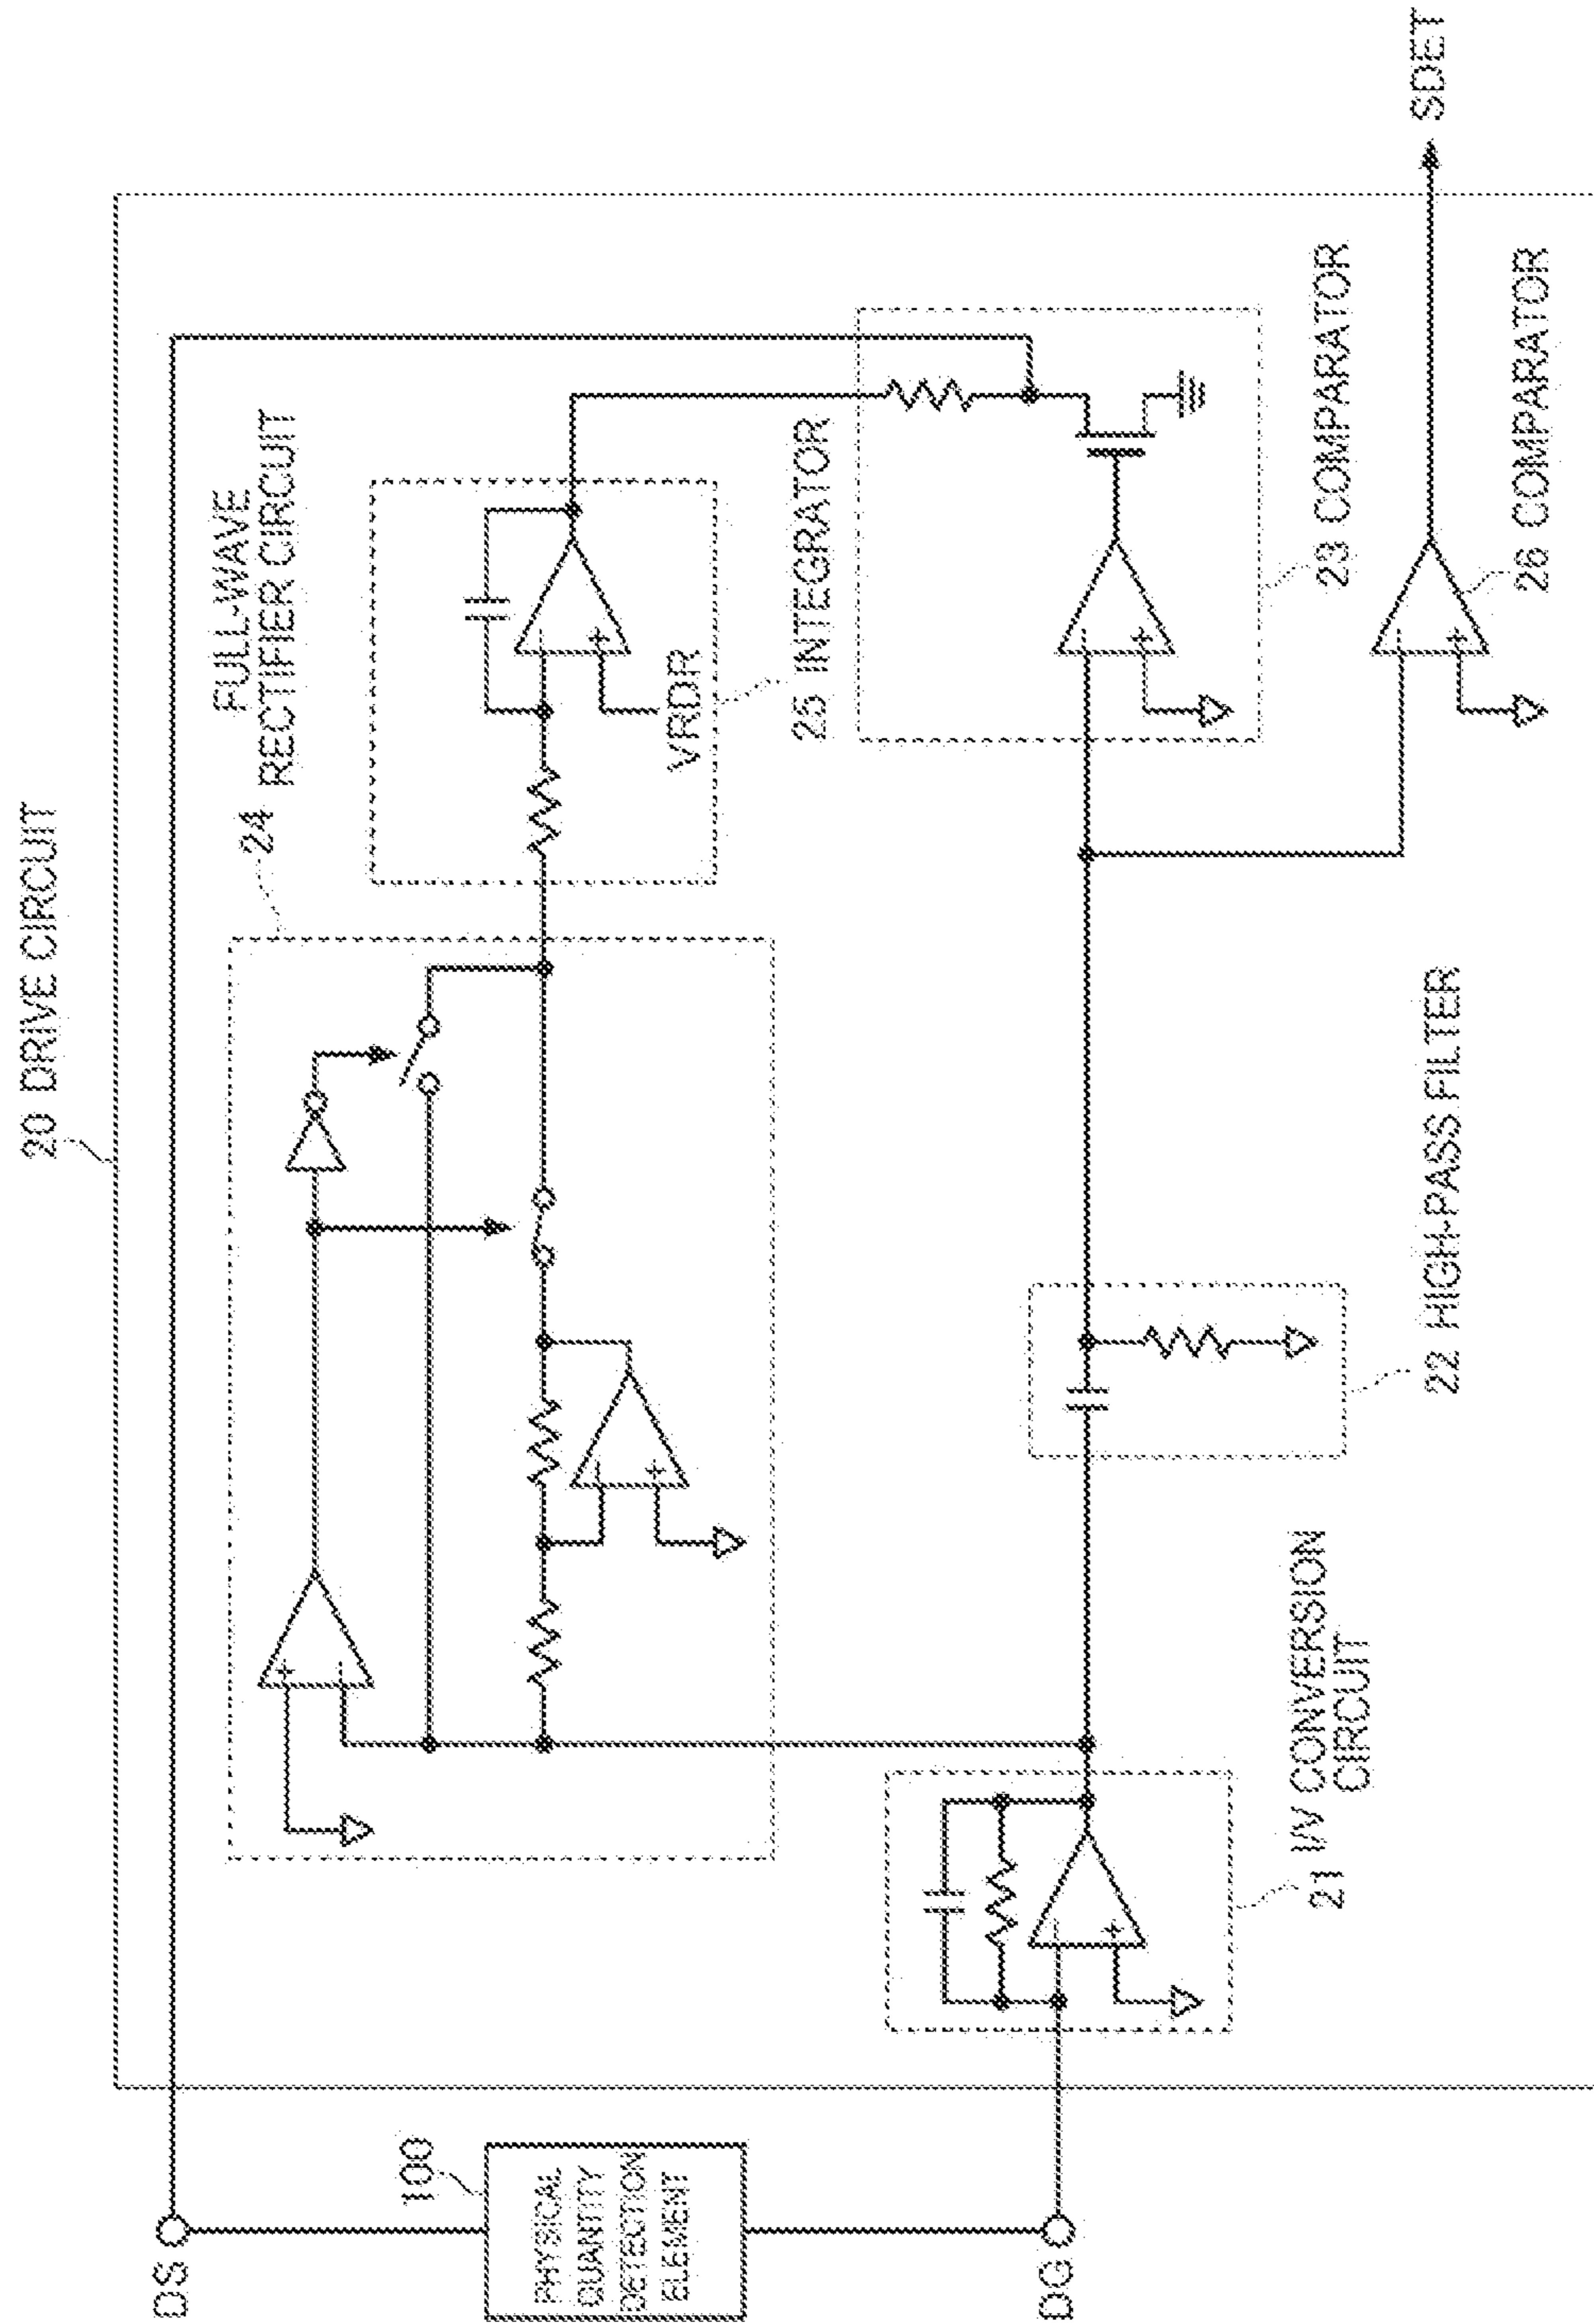 20 DRIVE CIRCUIT
DS
100
PHYSICAL
QUANTITY
DETECTION
ELEMENT
DG
24
FULL-WAVE
RECTIFIER CIRCUIT
+
-
-
+
-
+
VRDR
25 INTEGRATOR
-
+
21
I/V CONVERSION
CIRCUIT
22 HIGH-PASS FILTER
-
+
23 COMPARATOR
-
+
26 COMPARATOR
SDET